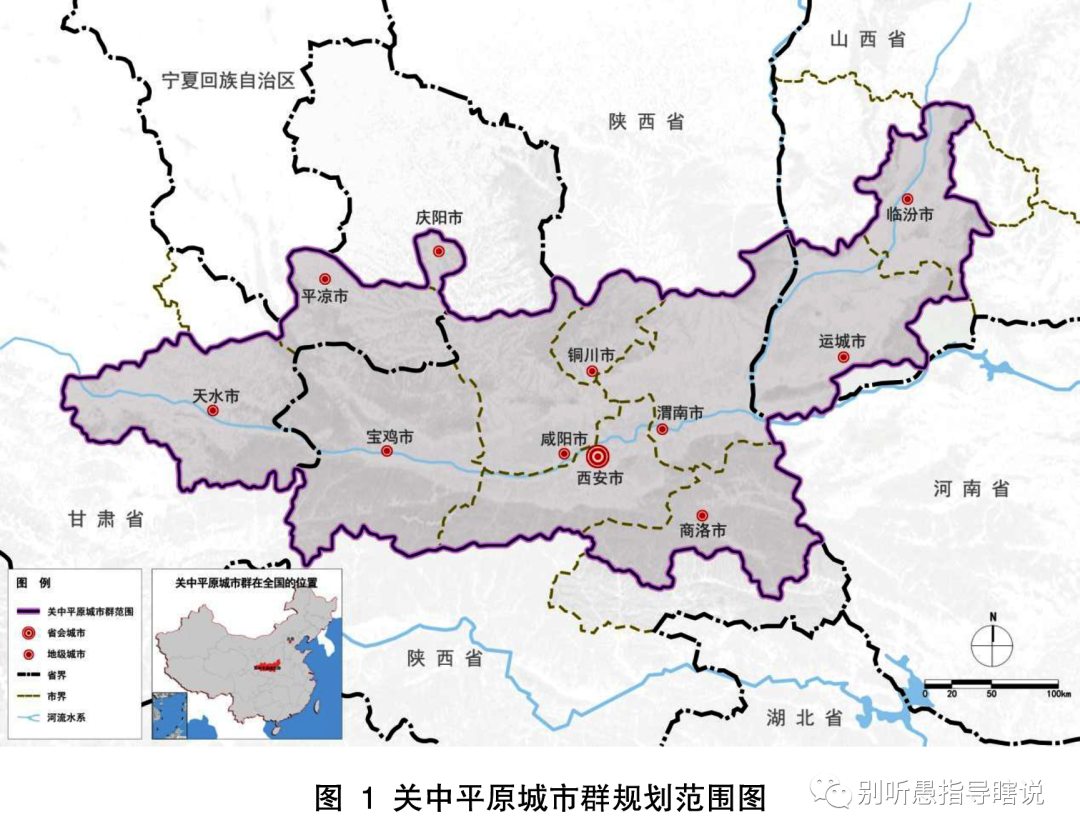 山西省
宁夏回族自治区
陕西省
庆阳市
临汾市
平凉市
运城市
铜川市
天水市
渭南市
宝鸡市
咸阳市
西安市
河南省
甘肃省
商洛市
图 例
关中平原城市群范围
省会城市
地级城市
省界
市界
河流水系
关中平原城市群在全国的位置
N
0 20 50 100km
陕西省
湖北省
图 1 关中平原城市群规划范围图
别听愚指导瞎说